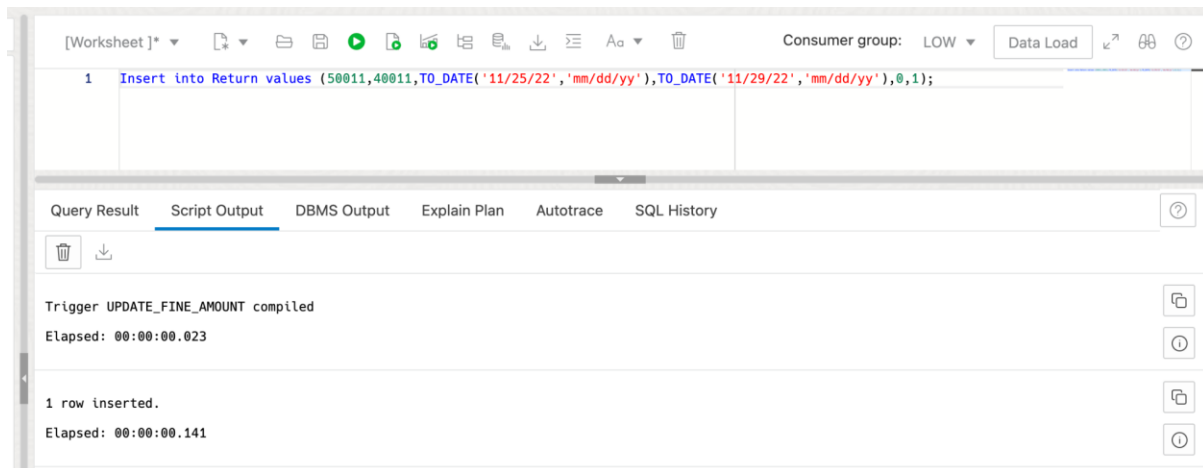 [Worksheet ]* Aa Consumer group: LOW Data Load
1 Insert into Return values (50011,40011,TO_DATE('11/25/22','mm/dd/yy'),TO_DATE('11/29/22','mm/dd/yy'),0,1);
Query Result Script Output DBMS Output Explain Plan Autotrace SQL History
Trigger UPDATE_FINE_AMOUNT compiled
Elapsed: 00:00:00.023
1 row inserted.
Elapsed: 00:00:00.141